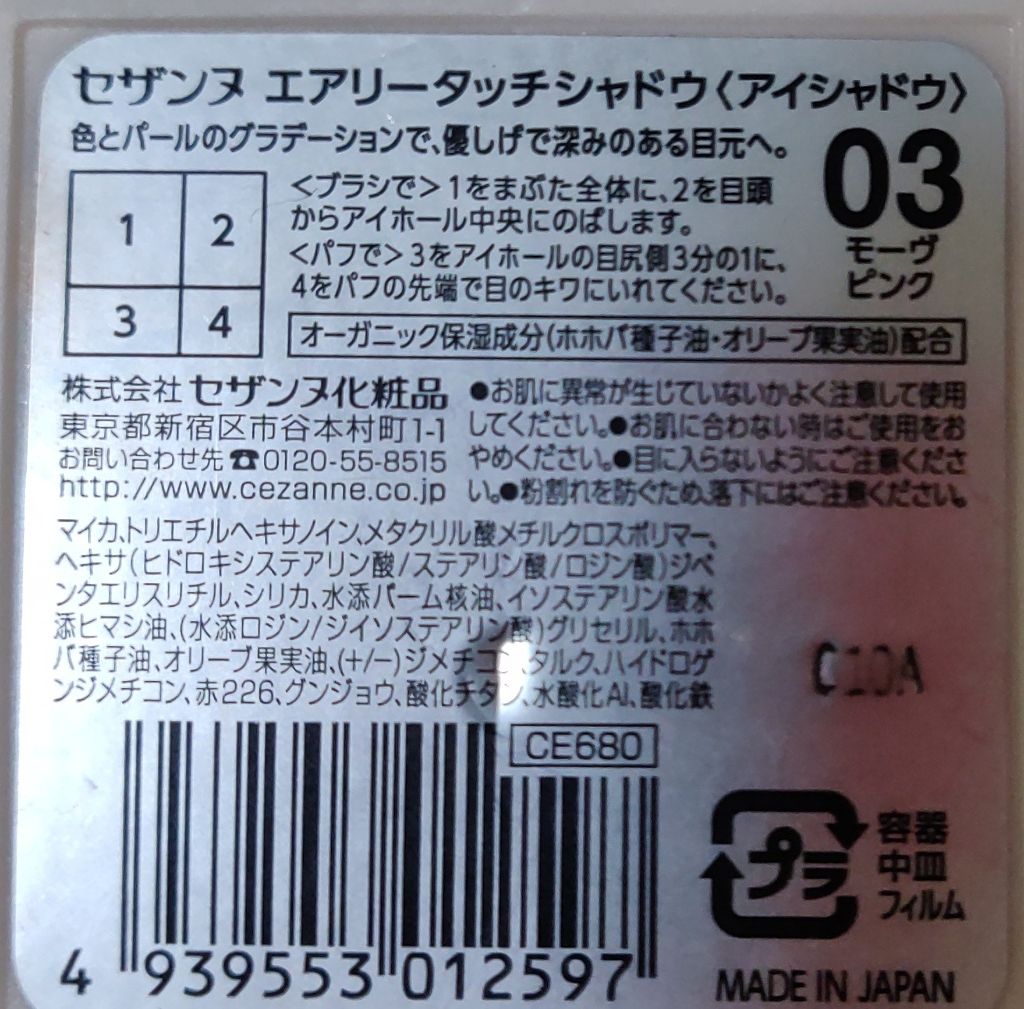 セザンヌ エアリータッチシャドウ〈アイシャドウ〉
色とパールのグラデーションで、優しげで深みのある目元へ。
03
モーヴ
ピンク
1
2
3
4
<ブラシで>1をまぶた全体に、2を目頭
からアイホール中央にのばします。
<パフで>3をアイホールの目尻側3分の1に、
4をパフの先端で目のキワにいれてください。
オーガニック保湿成分(ホホバ種子油・オリーブ果実油)配合
株式会社 セザンヌ化粧品
東京都新宿区市谷本村町1-1
お問い合わせ先☎0120-55-8515
http://www.cezanne.co.jp
●お肌に異常が生じていないかよく注意して使用
してください。●お肌に合わない時はご使用をお
やめください。●目に入らないようにご注意くださ
い。●粉割れを防ぐため、落下にはご注意ください。
マイカ、トリエチルヘキサノイン、メタクリル酸メチルクロスポリマー、
ヘキサ(ヒドロキシステアリン酸/ステアリン酸/ロジン酸)ジペ
ンタエリスリチル、シリカ、水添パーム核油、イソステアリン酸水
添ヒマシ油、(水添ロジン/ジイソステアリン酸)グリセリル、ホホ
バ種子油、オリーブ果実油、(+/-)ジメチコン、タルク、ハイドロゲ
ンジメチコン、赤226、グンジョウ、酸化チタン、水酸化Al、酸化鉄
010A
CE680
4 939553 012597
プラ
容器
中皿
フィルム
MADE IN JAPAN